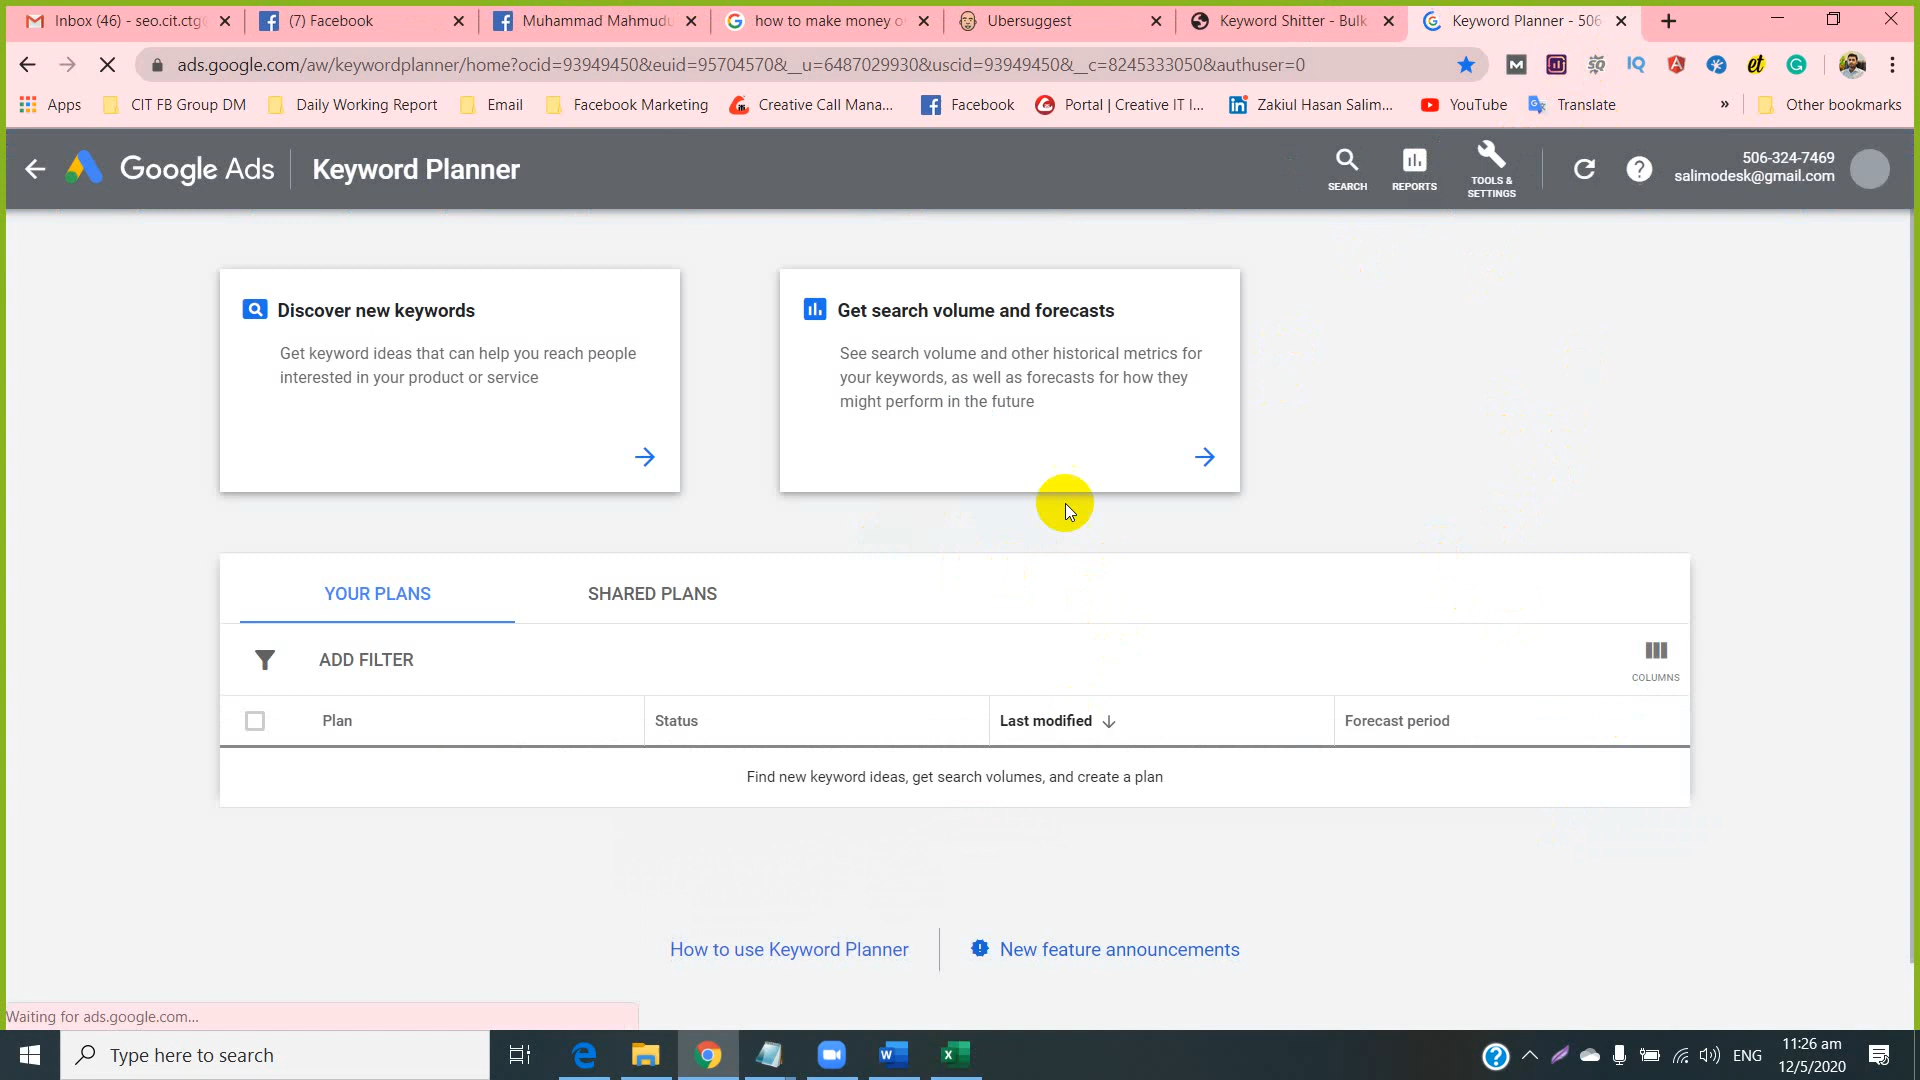 Inbox (46) - seo.cit.ctg
(7) Facebook
Muhammad Mahmudu
how to make money o
Ubersuggest
Keyword Shitter - Bulk
Keyword Planner - 506
ads.google.com/aw/keywordplanner/home?ocid=93949450&euid=95704570&__u=6487029930&uscid=93949450&__c=8245333050&authuser=0
Apps
CIT FB Group DM
Daily Working Report
Email
Facebook Marketing
Creative Call Mana...
Facebook
Portal | Creative IT I...
Zakiul Hasan Salim...
YouTube
Translate
»
Other bookmarks
Google Ads
Keyword Planner
SEARCH
REPORTS
TOOLS &
SETTINGS
506-324-7469
salimodesk@gmail.com
Discover new keywords
Get keyword ideas that can help you reach people
interested in your product or service
Get search volume and forecasts
See search volume and other historical metrics for
your keywords, as well as forecasts for how they
might perform in the future
YOUR PLANS
SHARED PLANS
ADD FILTER
COLUMNS
Plan
Status
Last modified
Forecast period
Find new keyword ideas, get search volumes, and create a plan
How to use Keyword Planner
New feature announcements
Waiting for ads.google.com...
Type here to search
ENG
11:26 am
12/5/2020